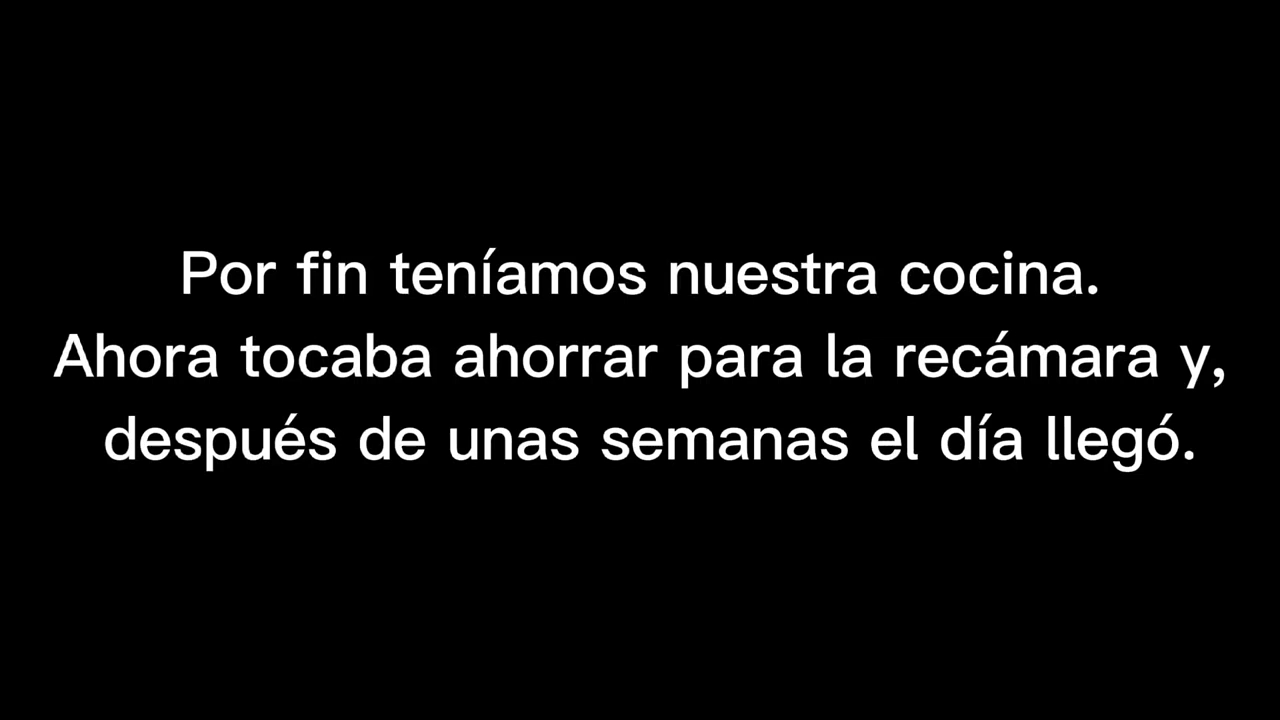 Por fin teníamos nuestra cocina.
Ahora tocaba ahorrar para la recámara y,
después de unas semanas el día llegó.